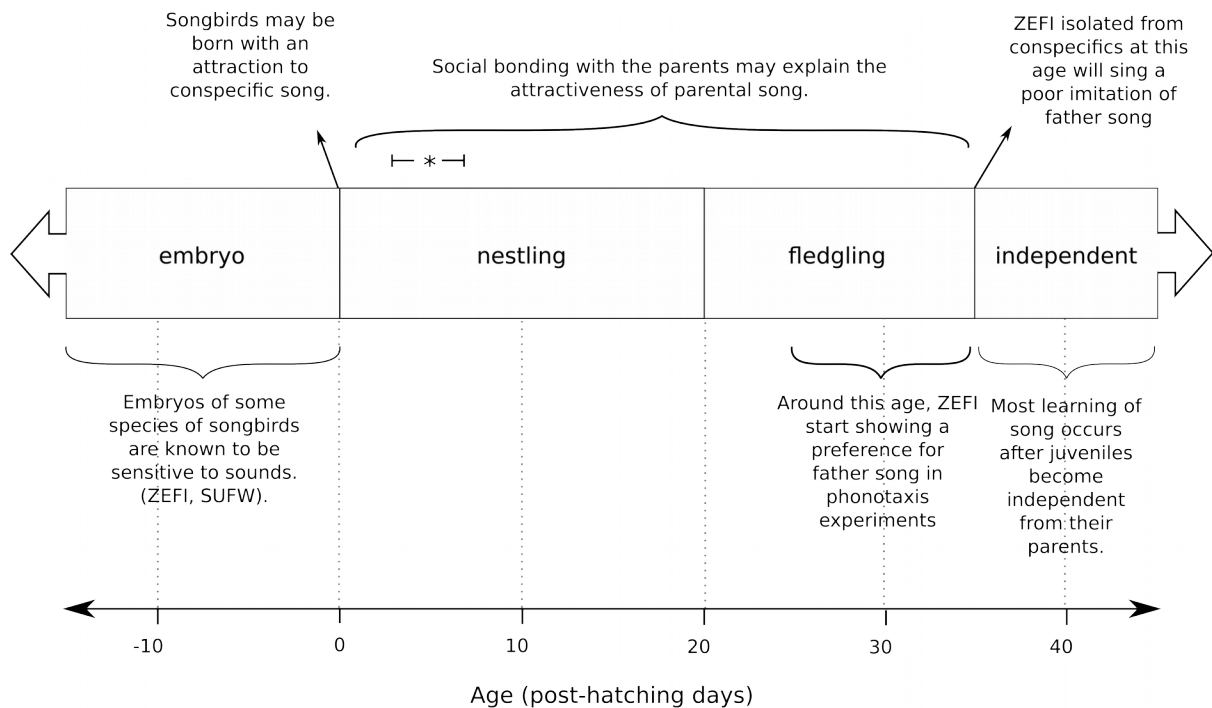 Songbirds may be
born with an
attraction to
conspecific song.
Social bonding with the parents may explain the
attractiveness of parental song.
ZEFI isolated from
conspecifics at this
age will sing a
poor imitation of
father song
*
embryo
nestling
fledgling
independent
Embryos of some
species of songbirds
are known to be
sensitive to sounds.
(ZEFI, SUFW).
Around this age, ZEFI
start showing a
preference for
father song in
phonotaxis
experiments
Most learning of
song occurs
after juveniles
become
independent
from their
parents.
-10
0
10
20
30
40
Age (post-hatching days)